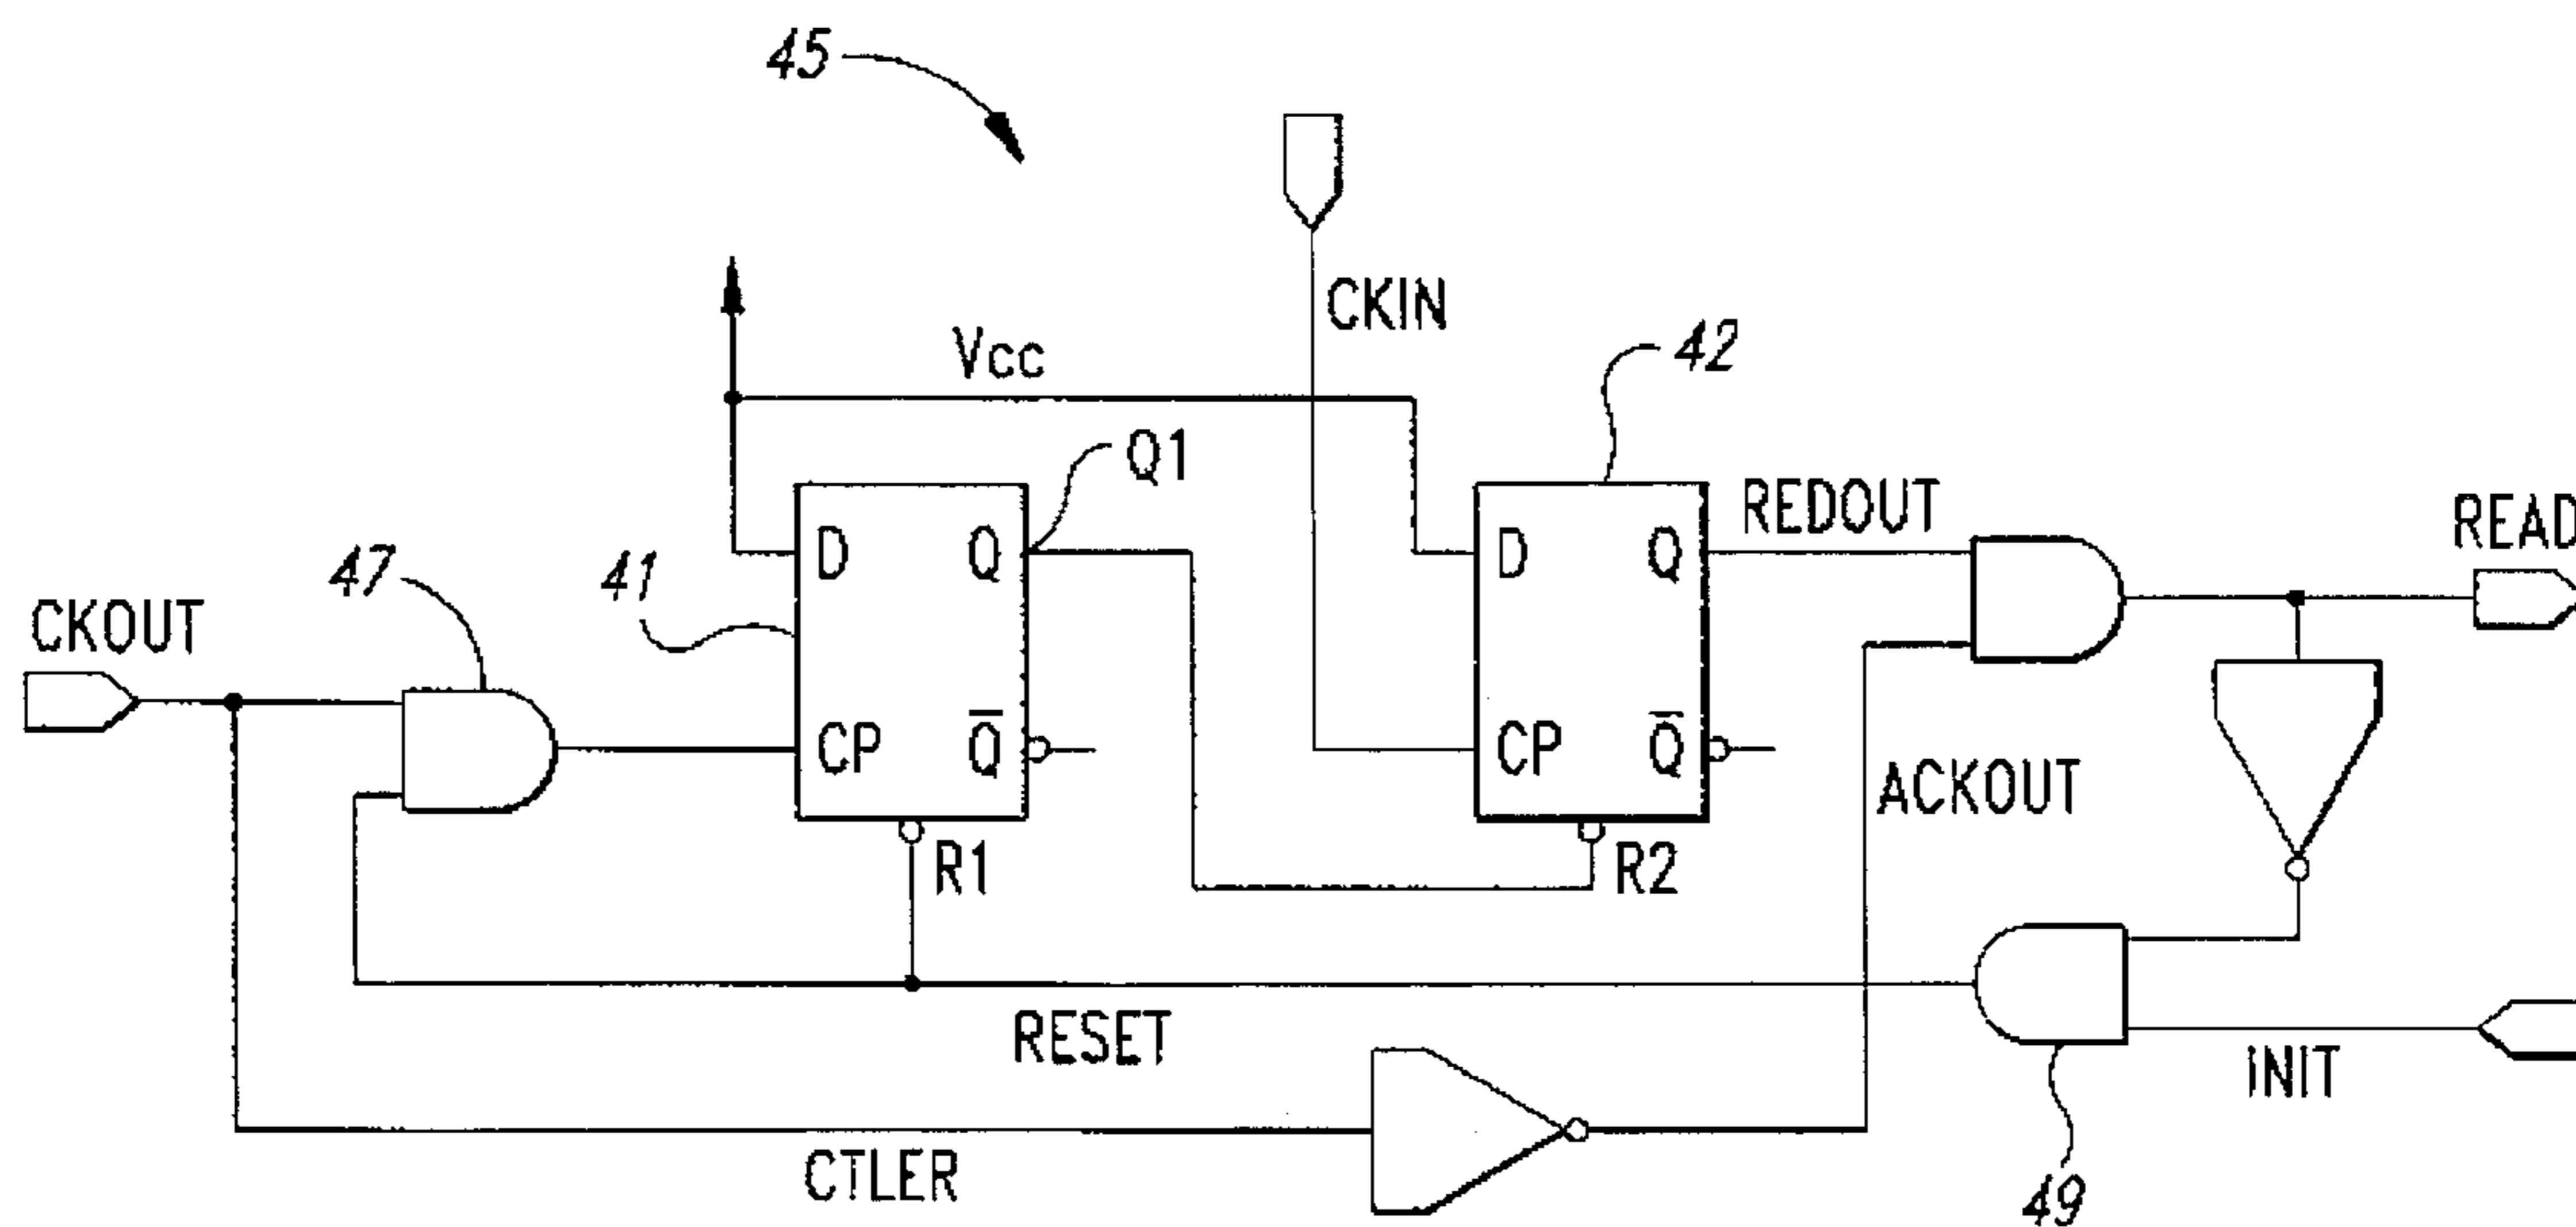 45
CKIN
Vcc
42
Q1
REDOUT
READ
D
Q
D
Q
47
41
CKOUT
CP
Q̅
CP
Q̅
ACKOUT
R1
R2
RESET
INIT
CTLER
49